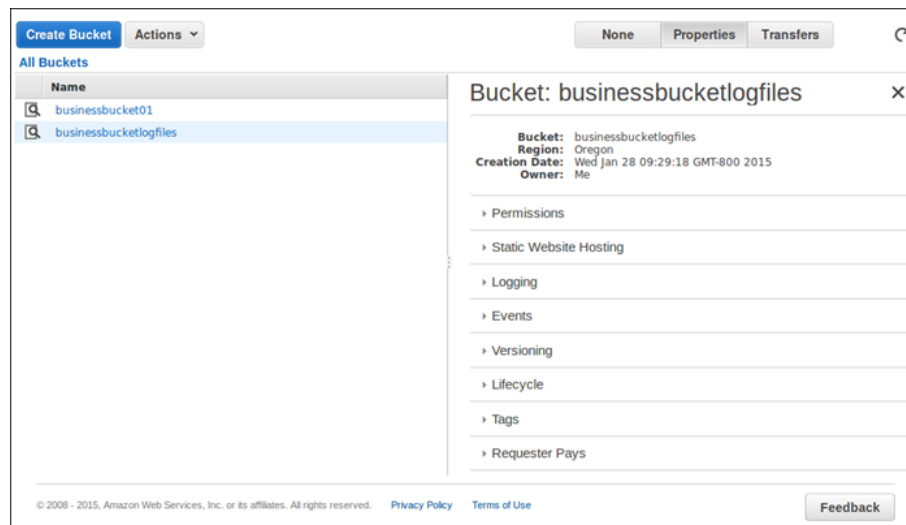 Create Bucket Actions None Properties Transfers
All Buckets
Name
businessbucket01
businessbucketlogfiles
Bucket: businessbucketlogfiles
Bucket: businessbucketlogfiles
Region: Oregon
Creation Date: Wed Jan 28 09:29:18 GMT-800 2015
Owner: Me
Permissions
Static Website Hosting
Logging
Events
Versioning
Lifecycle
Tags
Requester Pays
© 2008 - 2015, Amazon Web Services, Inc. or its affiliates. All rights reserved. Privacy Policy Terms of Use Feedback